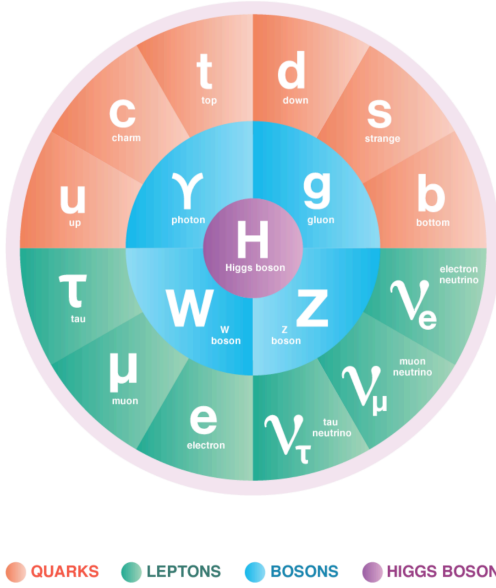 t
top
d
down
c
charm
s
strange
u
up
γ
photon
g
gluon
b
bottom
H
Higgs boson
τ
tau
W
W
boson
Z
Z
boson
νe
electron
neutrino
μ
muon
νμ
muon
neutrino
e
electron
ντ
tau
neutrino
QUARKS LEPTONS BOSONS HIGGS BOSON